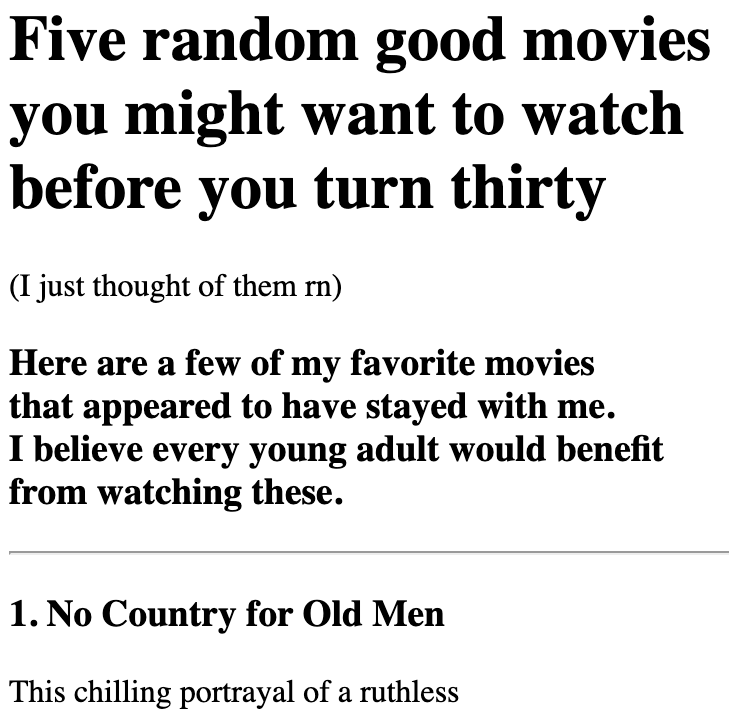 Five random good movies
you might want to watch
before you turn thirty
(I just thought of them rn)
Here are a few of my favorite movies
that appeared to have stayed with me.
I believe every young adult would benefit
from watching these.
1. No Country for Old Men
This chilling portrayal of a ruthless